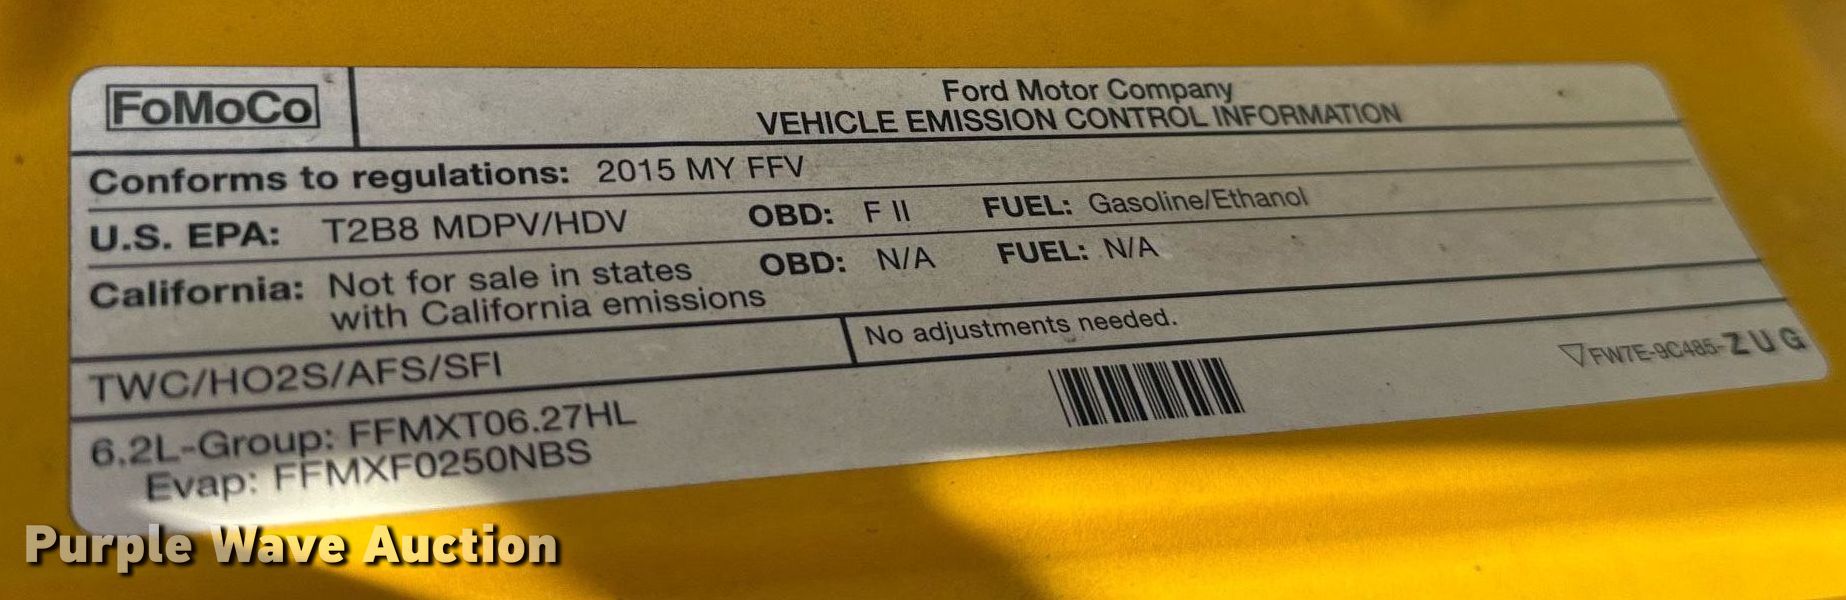 FoMoCo
Ford Motor Company
VEHICLE EMISSION CONTROL INFORMATION
Conforms to regulations: 2015 MY FFV
U.S. EPA: T2B8 MDPV/HDV OBD: F II FUEL: Gasoline/Ethanol
California: Not for sale in states with California emissions OBD: N/A FUEL: N/A
TWC/HO2S/AFS/SFI
No adjustments needed.
6.2L-Group: FFMXT06.27HL
Evap: FFMXF0250NBS
FW7E-9C485-ZUG
Purple Wave Auction